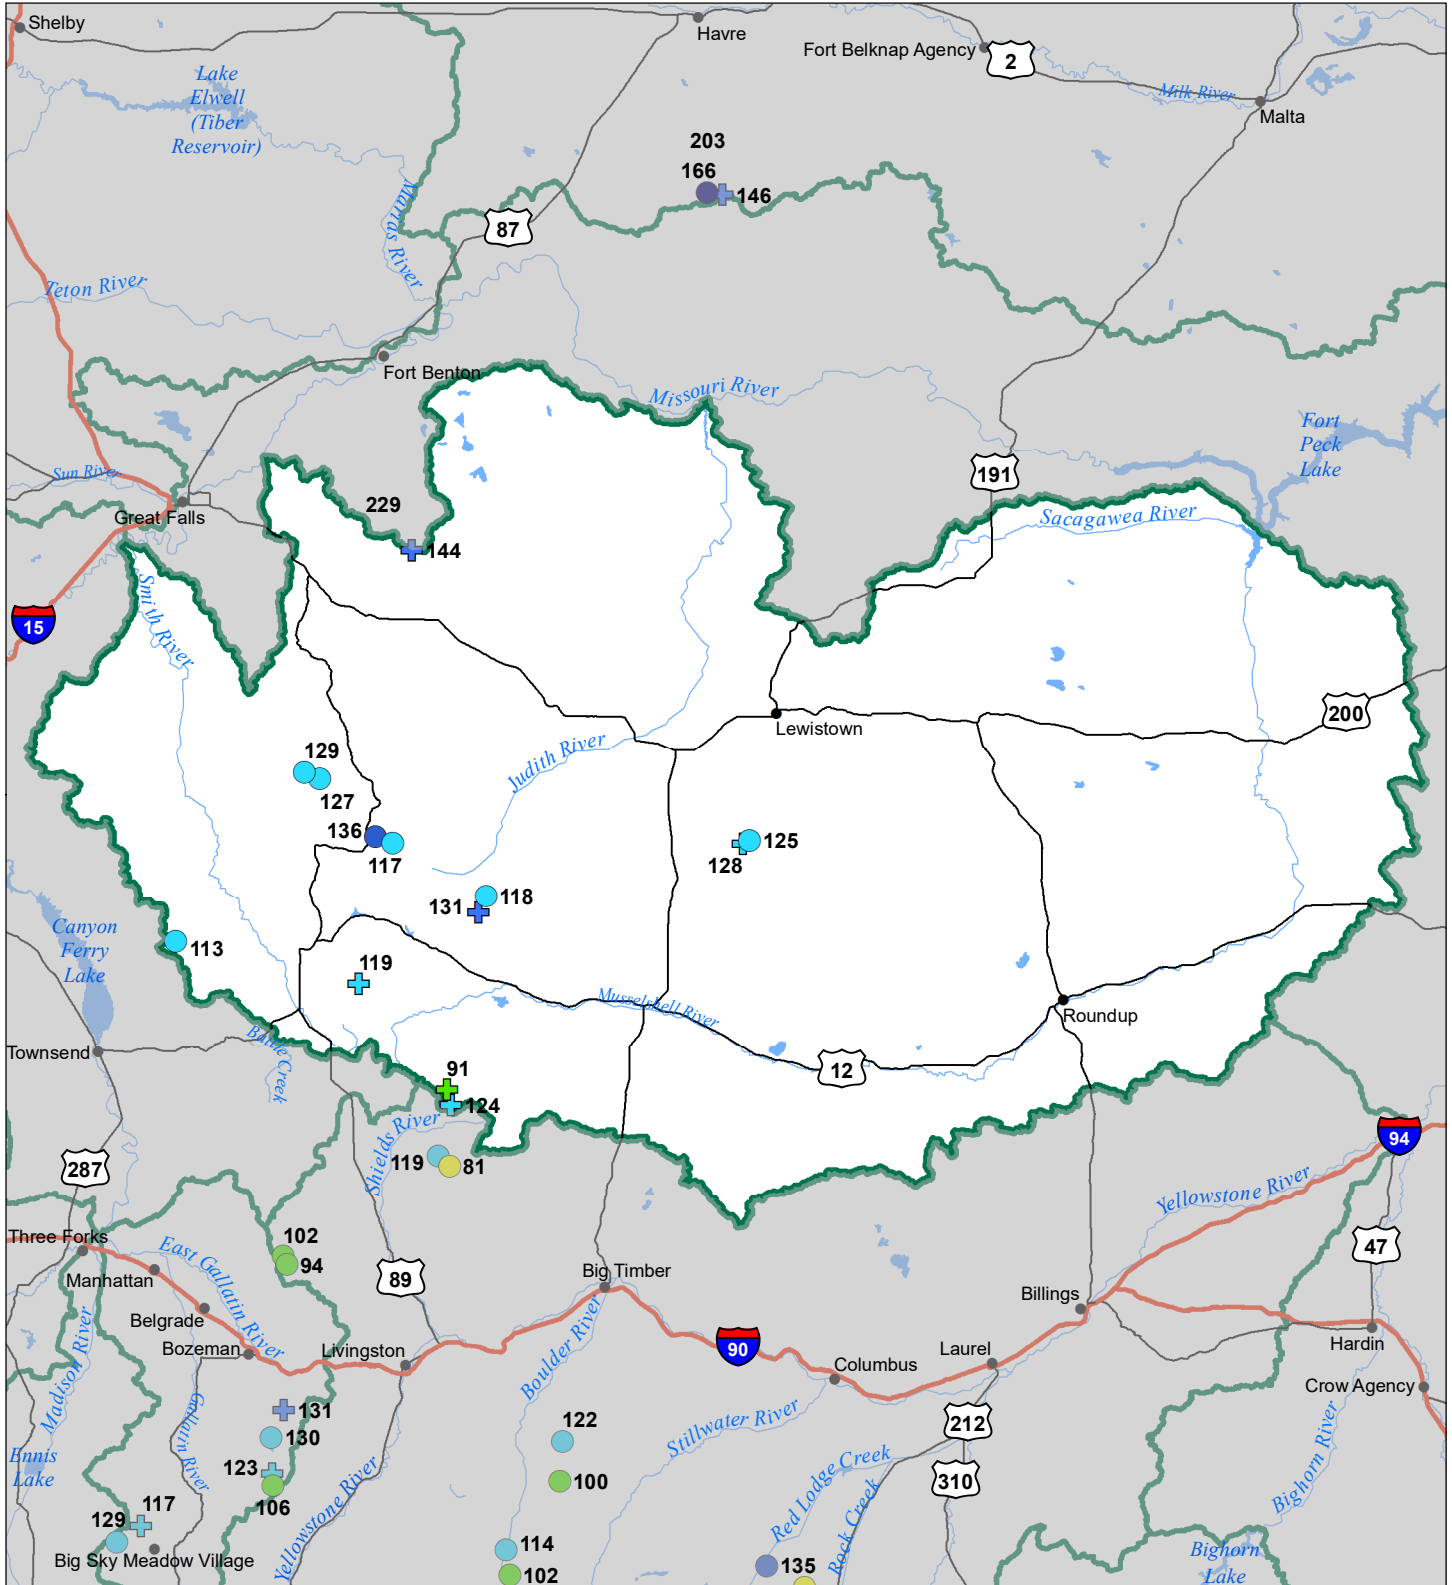 Shelby
Havre
Fort Belknap Agency
2
Lake
Elwell
(Tiber
Reservoir)
Milk River
Malta
203
166
146
Marias River
87
Teton River
Fort Benton
Missouri River
Fort
Peck
Lake
Sun River
191
229
Great Falls
144
Sacagawea River
Smith River
15
200
Lewistown
129
Judith River
127
136
117
125
128
118
131
Canyon
Ferry
Lake
113
119
Musselshell River
Roundup
Battle Creek
Townsend
12
91
124
Shields River
94
287
119
81
Yellowstone River
Three Forks
102
94
East Gallatin River
47
Manhattan
89
Big Timber
Billings
Belgrade
Bozeman
Livingston
90
Laurel
Hardin
Columbus
Crow Agency
Madison River
Boulder River
Gallatin River
131
122
Stillwater River
212
130
Ennis
Lake
123
100
Red Lodge Creek
310
106
Yellowstone River
Rock Creek
Bighorn River
117
129
114
Big Sky Meadow Village
102
135
Bighorn
Lake